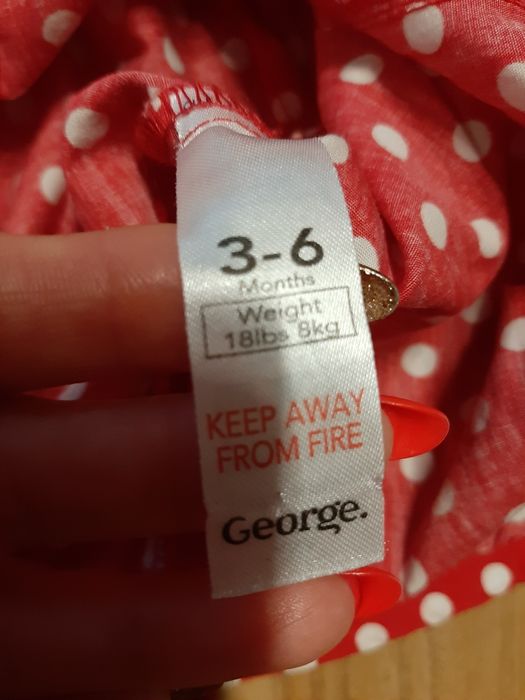 3-6
Months
Weight
18lbs 8kg
KEEP AWAY
FROM FIRE
George.